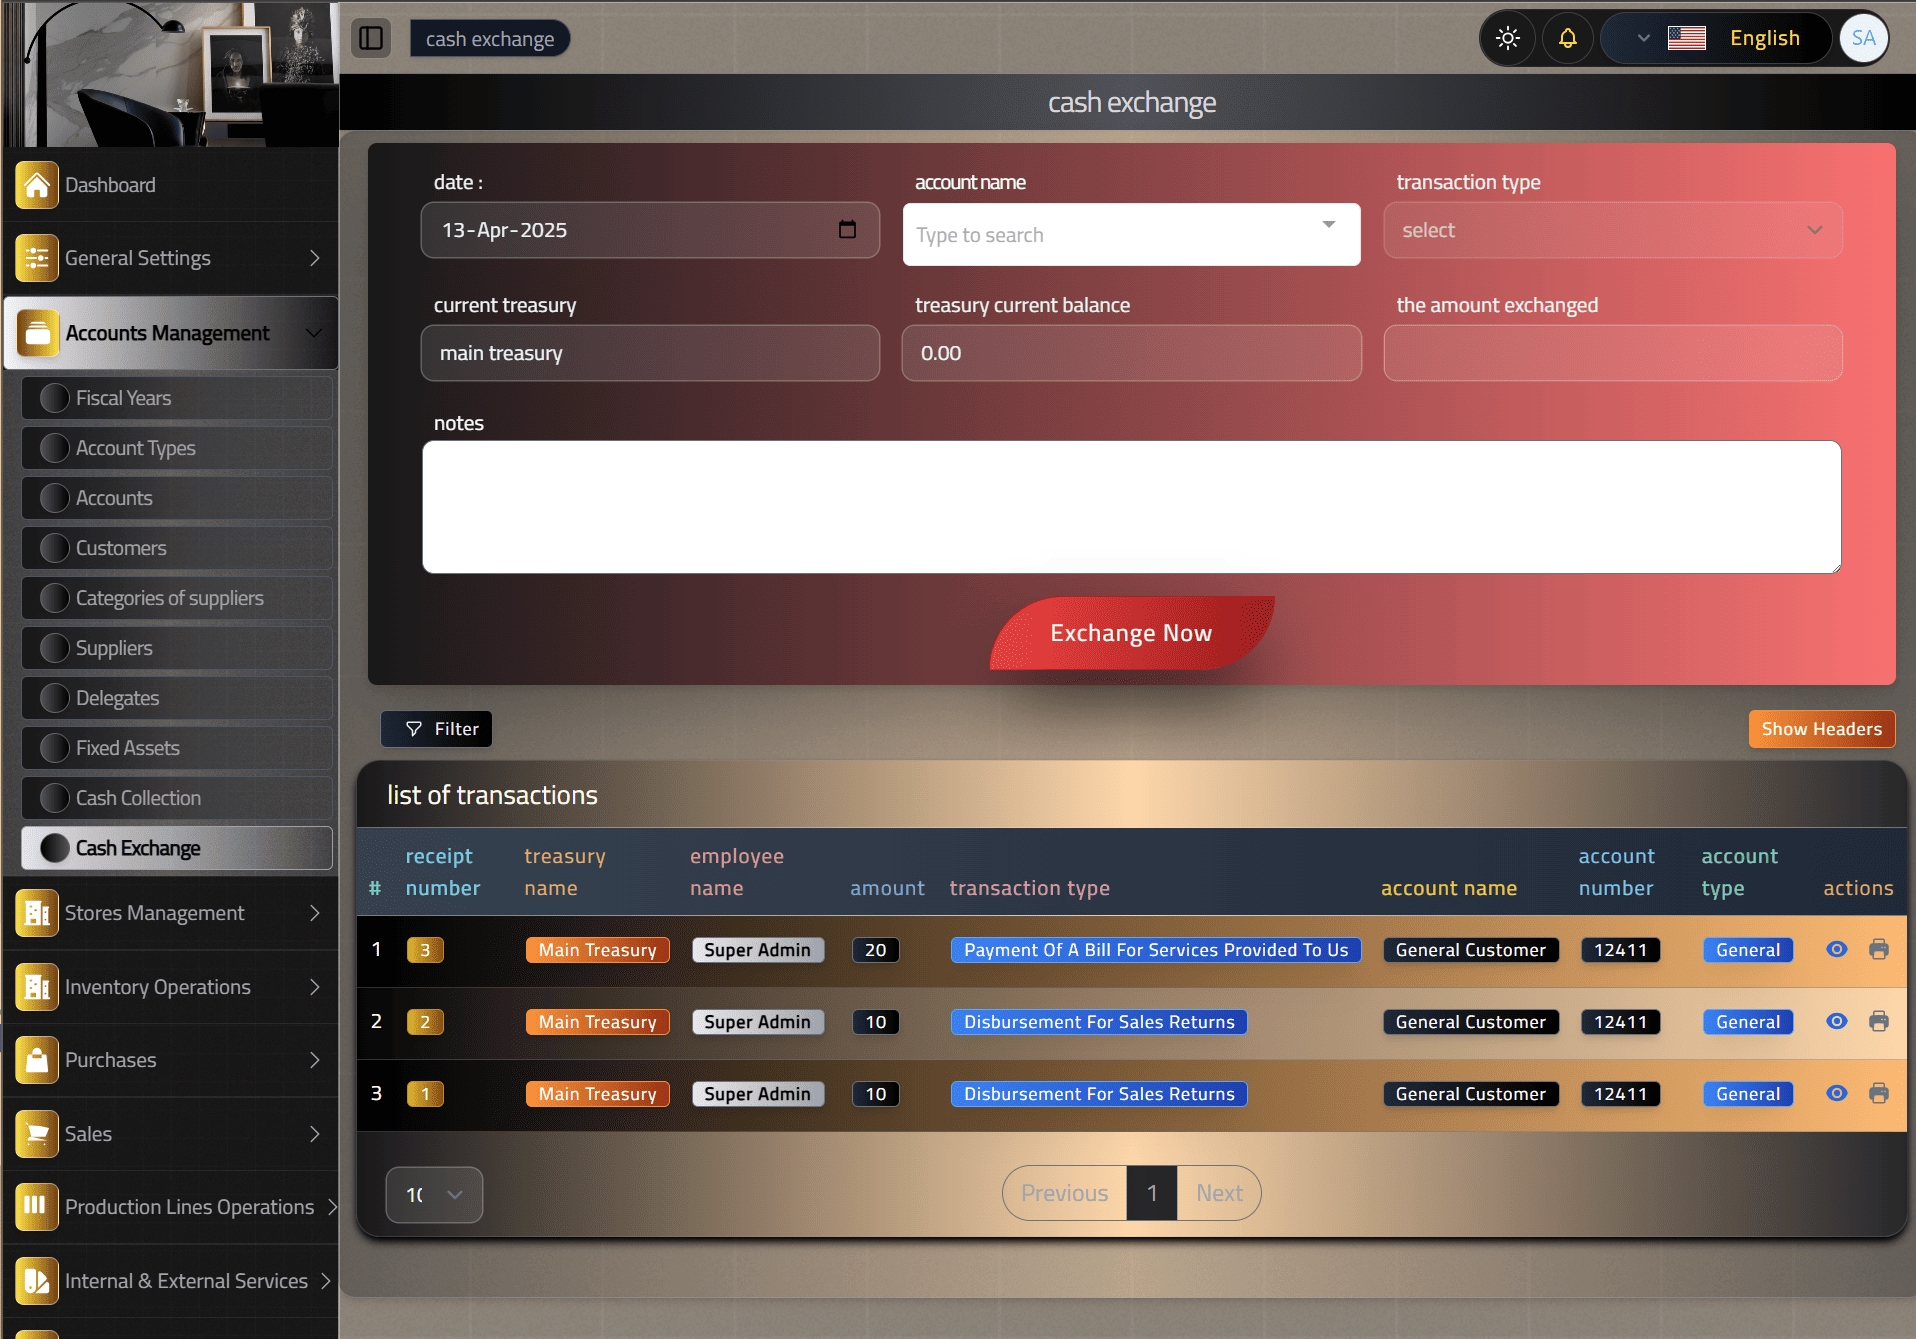 cash exchange
English
SA
cash exchange
Dashboard
General Settings
Accounts Management
Fiscal Years
Account Types
Accounts
Customers
Categories of suppliers
Suppliers
Delegates
Fixed Assets
Cash Collection
Cash Exchange
Stores Management
Inventory Operations
Purchases
Sales
Production Lines Operations
Internal & External Services
date :
account name
transaction type
13-Apr-2025
Type to search
select
current treasury
treasury current balance
the amount exchanged
main treasury
0.00
notes
Exchange Now
Filter
Show Headers
list of transactions
# receipt number treasury name employee name amount transaction type account name account number account type actions
1 3 Main Treasury Super Admin 20 Payment Of A Bill For Services Provided To Us General Customer 12411 General
2 2 Main Treasury Super Admin 10 Disbursement For Sales Returns General Customer 12411 General
3 1 Main Treasury Super Admin 10 Disbursement For Sales Returns General Customer 12411 General
Previous 1 Next